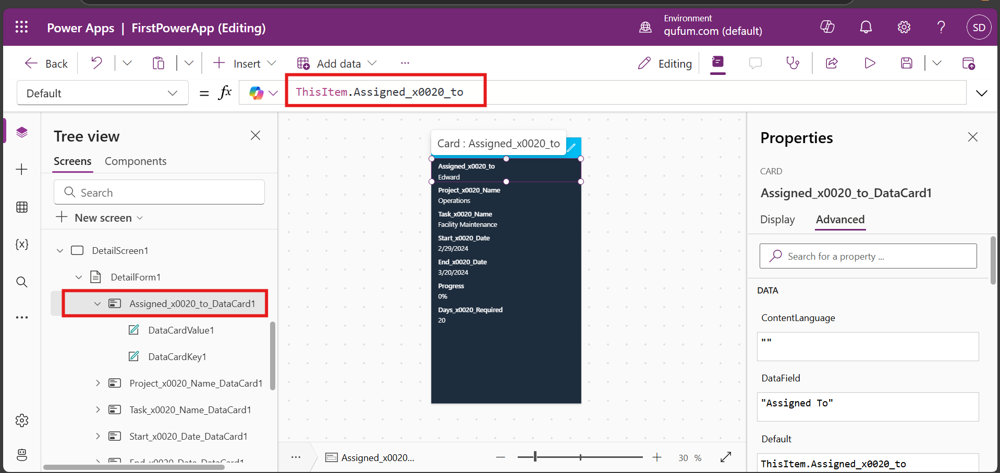 Power Apps | FirstPowerApp (Editing)
Environment
gufum.com (default)
SD
Back
Insert
Add data
...
Editing
Default
= fx
ThisItem.Assigned_x0020_to
Tree view
Screens
Components
Search
New screen
DetailScreen1
DetailForm1
Assigned_x0020_to_DataCard1
DataCardValue1
DataCardKey1
Project_x0020_Name_DataCard1
Task_x0020_Name_DataCard1
Start_x0020_Date_DataCard1
End_x0020_Date_DataCard1
Card : Assigned_x0020_to
Assigned_x0020_to
Edward
Project_x0020_Name
Operations
Task_x0020_Name
Facility Maintenance
Start_x0020_Date
2/29/2024
End_x0020_Date
3/20/2024
Progress
0%
Days_x0020_Required
20
...
Assigned_x0020...
30 %
Properties
CARD
Assigned_x0020_to_DataCard1
Display
Advanced
Search for a property ...
DATA
ContentLanguage
""
DataField
"Assigned To"
Default
ThisItem.Assigned_x0020_to